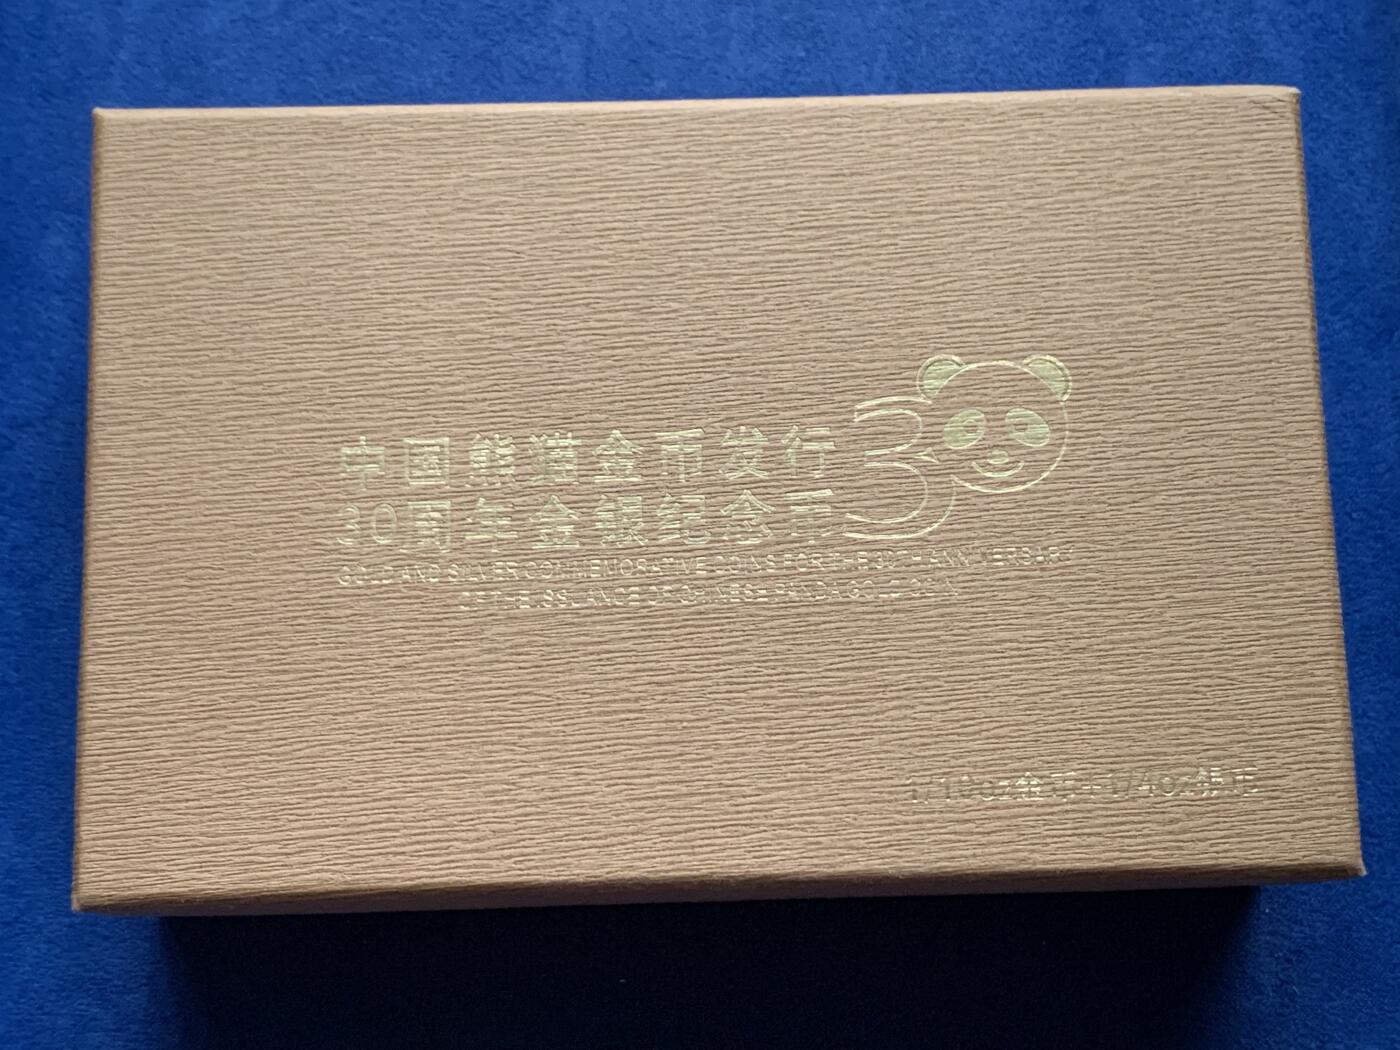 中国熊猫金币发行
30周年金银纪念币
30
GOLD AND SILVER COMMEMORATIVE COINS FOR THE 30TH ANNIVERSARY
OF THE ISSUANCE OF CHINESE PANDA GOLD COIN
1/10oz金币+1/4oz银币